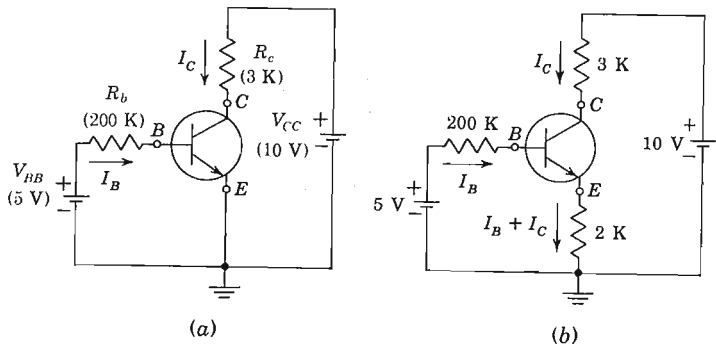 I_C
R_c
(3 K)
C
R_b
(200 K)
B
V_CC +
−
(10 V)
V_BB +
(5 V) −
I_B
E
(a)
I_C
3 K
C
200 K
B
10 V
+
−
I_B
E
5 V
+
−
I_B + I_C
2 K
(b)